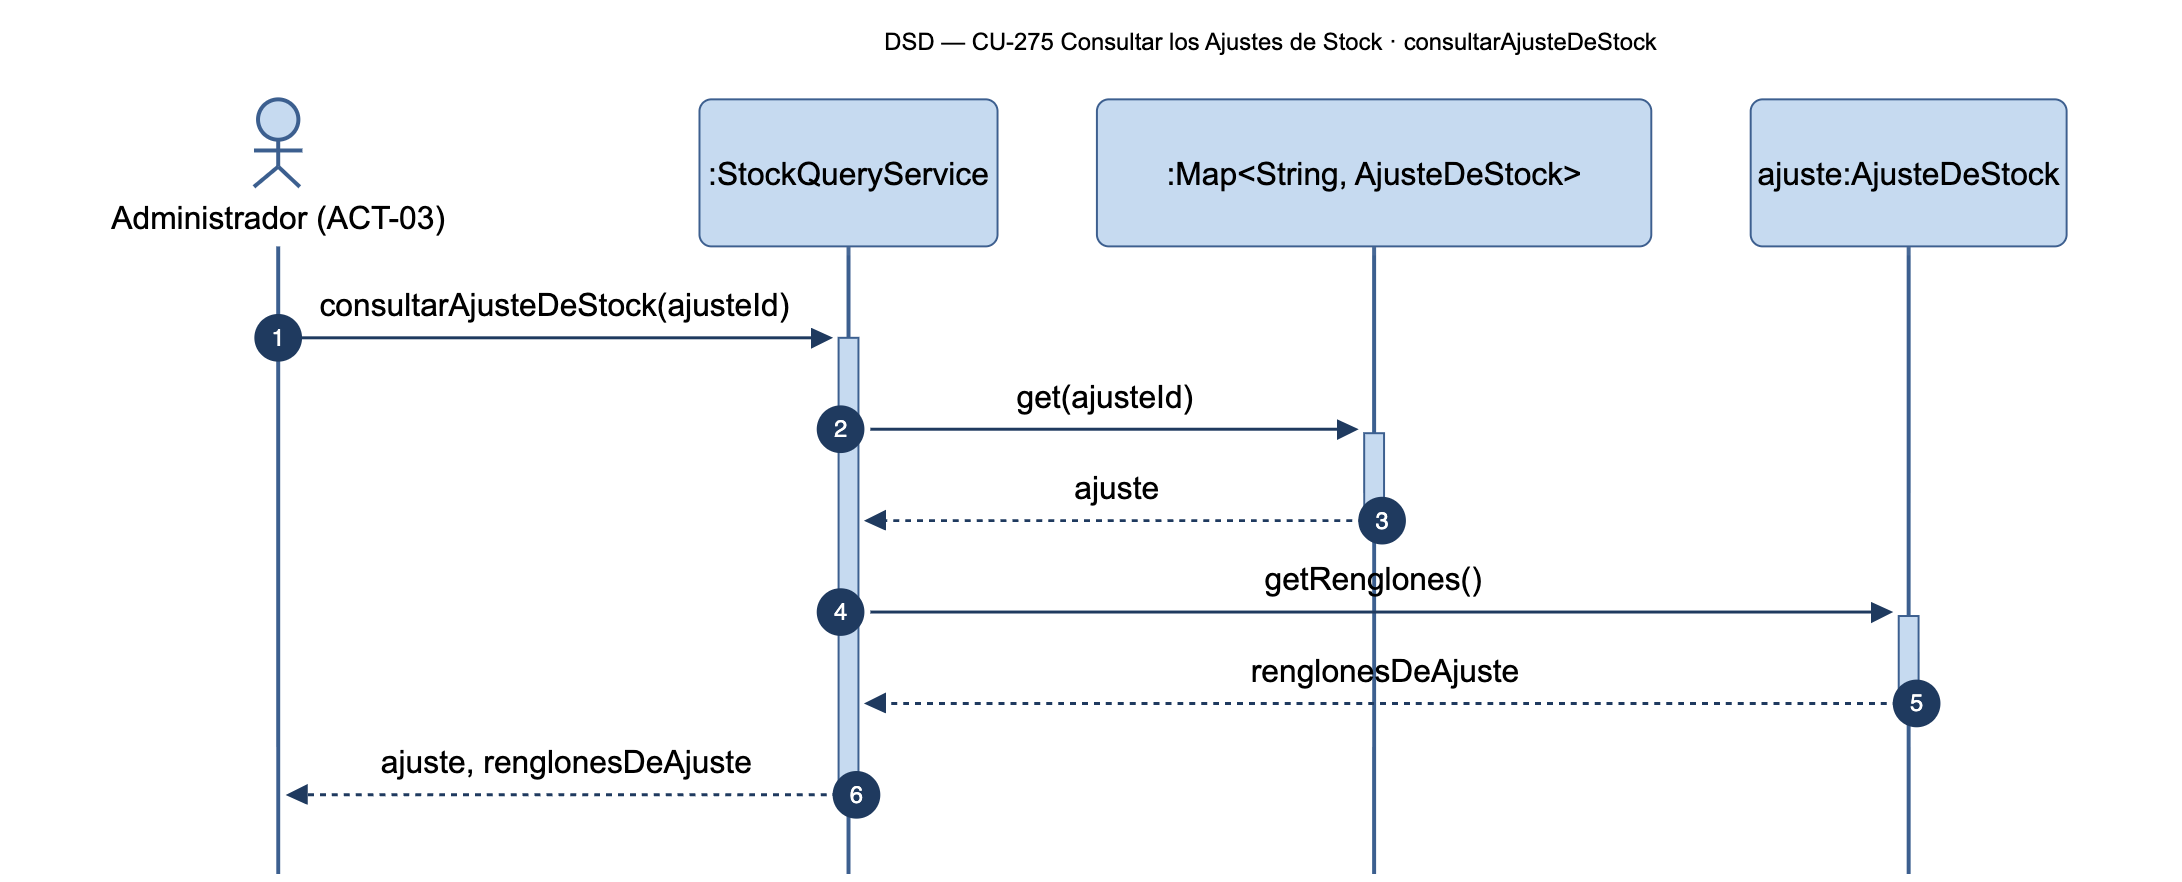 DSD — CU-275 Consultar los Ajustes de Stock · consultarAjusteDeStock
Administrador (ACT-03)
:StockQueryService
:Map<String, AjusteDeStock>
ajuste:AjusteDeStock
consultarAjusteDeStock(ajusteId)
1
get(ajusteId)
2
ajuste
3
getRenglones()
4
renglonesDeAjuste
5
ajuste, renglonesDeAjuste
6